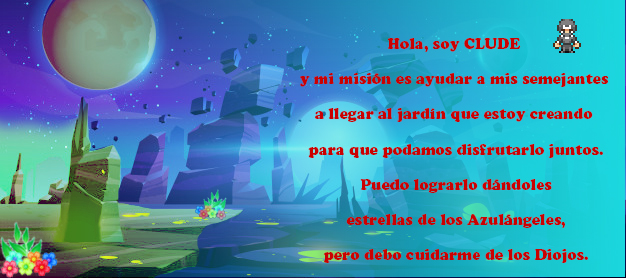 Hola, soy CLUDE
y mi misión es ayudar a mis semejantes
a llegar al jardín que estoy creando
para que podamos disfrutarlo juntos.
Puedo lograrlo dándoles
estrellas de los Azulángeles,
pero debo cuidarme de los Diojos.